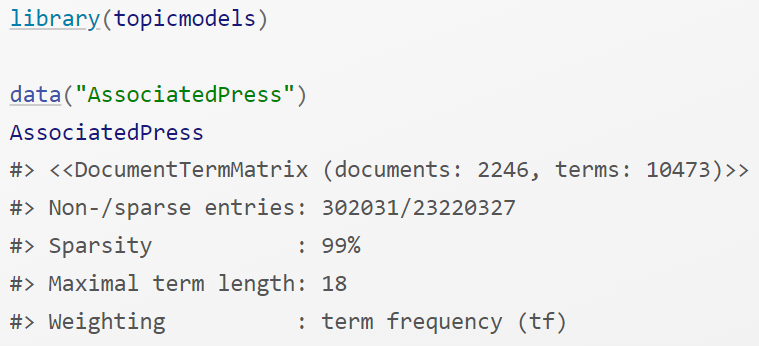 library(topicmodels)
data("AssociatedPress")
AssociatedPress
#> <<DocumentTermMatrix (documents: 2246, terms: 10473)>>
#> Non-/sparse entries: 302031/23220327
#> Sparsity           : 99%
#> Maximal term length: 18
#> Weighting          : term frequency (tf)